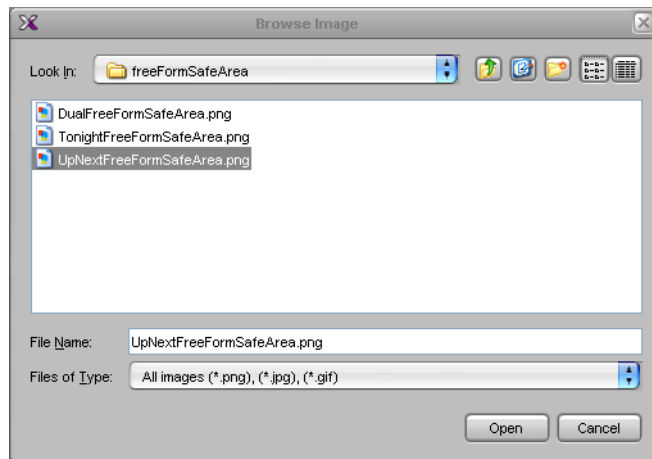 Browse Image
Look In: freeFormSafeArea
DualFreeFormSafeArea.png
TonightFreeFormSafeArea.png
UpNextFreeFormSafeArea.png
File Name: UpNextFreeFormSafeArea.png
Files of Type: All images (*.png), (*.jpg), (*.gif)
Open Cancel